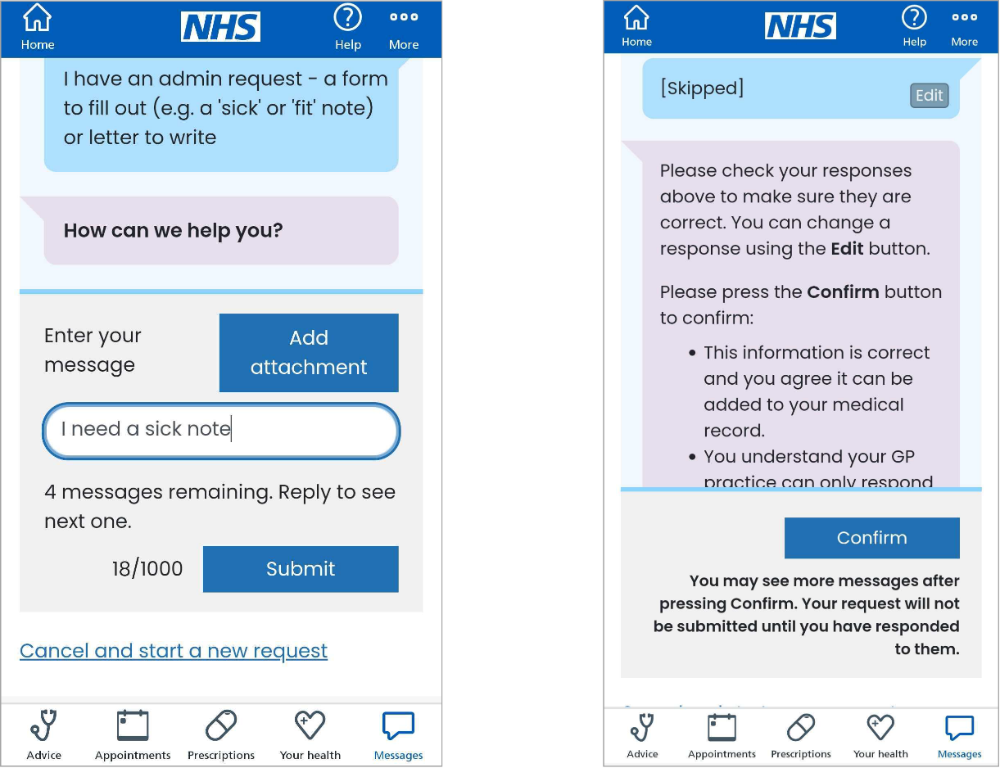 Home
NHS
Help
More
I have an admin request - a form
to fill out (e.g. a 'sick' or 'fit' note)
or letter to write
How can we help you?
Enter your
message
Add
attachment
I need a sick note
4 messages remaining. Reply to see
next one.
18/1000
Submit
Cancel and start a new request
Advice
Appointments
Prescriptions
Your health
Messages
Home
NHS
Help
More
[Skipped]
Edit
Please check your responses
above to make sure they are
correct. You can change a
response using the Edit button.
Please press the Confirm button
to confirm:
• This information is correct
and you agree it can be
added to your medical
record.
• You understand your GP
practice can only respond
Confirm
You may see more messages after
pressing Confirm. Your request will not
be submitted until you have responded
to them.
Advice
Appointments
Prescriptions
Your health
Messages